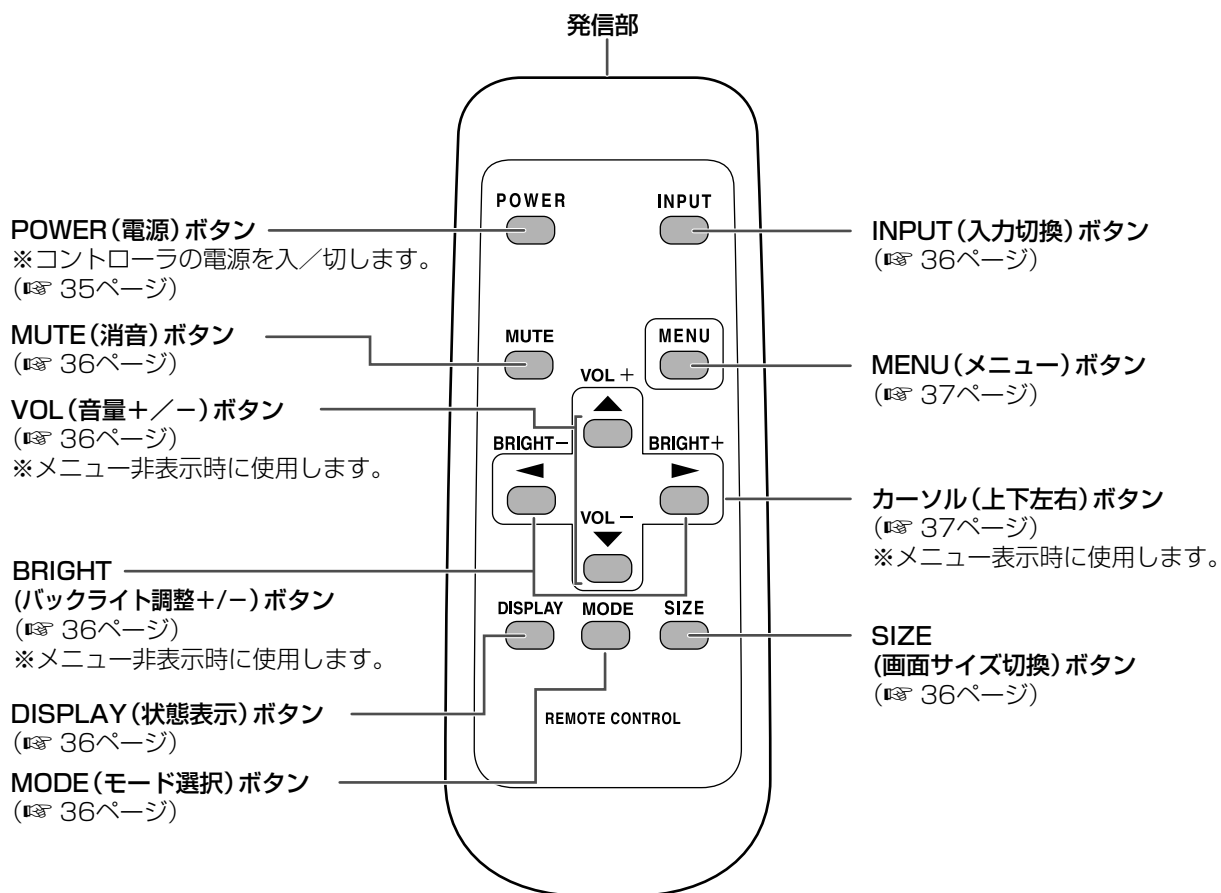 発信部
POWER(電源)ボタン
※コントローラの電源を入／切します。
(☞ 35ページ)
MUTE(消音)ボタン
(☞ 36ページ)
VOL(音量＋／－)ボタン
(☞ 36ページ)
※メニュー非表示時に使用します。
BRIGHT
(バックライト調整+/−)ボタン
(☞ 36ページ)
※メニュー非表示時に使用します。
DISPLAY(状態表示)ボタン
(☞ 36ページ)
MODE(モード選択)ボタン
(☞ 36ページ)
POWER
INPUT
MUTE
MENU
VOL +
BRIGHT−
BRIGHT+
VOL −
DISPLAY
MODE
SIZE
REMOTE CONTROL
INPUT(入力切換)ボタン
(☞ 36ページ)
MENU(メニュー)ボタン
(☞ 37ページ)
カーソル(上下左右)ボタン
(☞ 37ページ)
※メニュー表示時に使用します。
SIZE
(画面サイズ切換)ボタン
(☞ 36ページ)